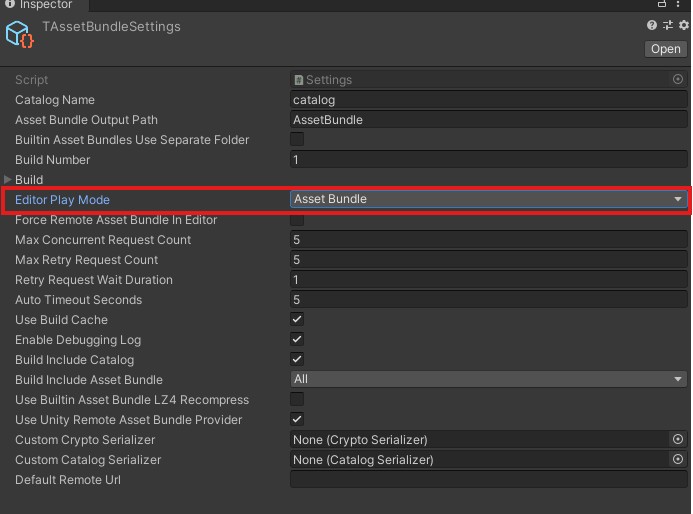 Inspector
TAssetBundleSettings
Open
Script Settings
Catalog Name catalog
Asset Bundle Output Path AssetBundle
Builtin Asset Bundles Use Separate Folder
Build Number 1
Build
Editor Play Mode Asset Bundle
Force Remote Asset Bundle In Editor
Max Concurrent Request Count 5
Max Retry Request Count 5
Retry Request Wait Duration 1
Auto Timeout Seconds 5
Use Build Cache
Enable Debugging Log
Build Include Catalog
Build Include Asset Bundle All
Use Builtin Asset Bundle LZ4 Recompress
Use Unity Remote Asset Bundle Provider
Custom Crypto Serializer None (Crypto Serializer)
Custom Catalog Serializer None (Catalog Serializer)
Default Remote Url